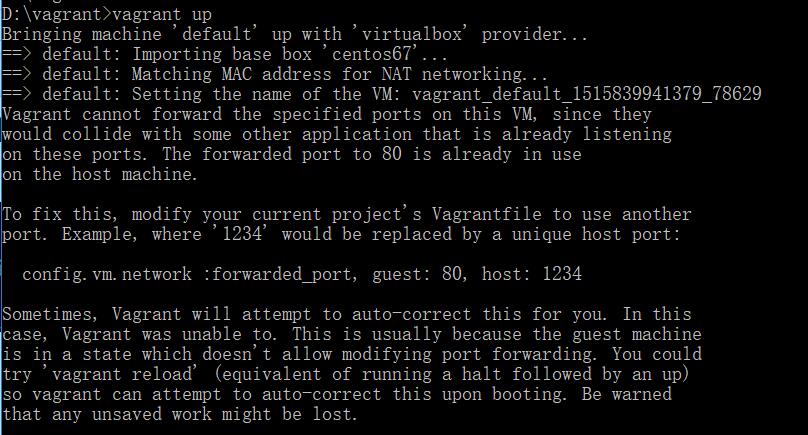 D:\vagrant>vagrant up
Bringing machine 'default' up with 'virtualbox' provider...
==> default: Importing base box 'centos67'...
==> default: Matching MAC address for NAT networking...
==> default: Setting the name of the VM: vagrant_default_1515839941379_78629
Vagrant cannot forward the specified ports on this VM, since they
would collide with some other application that is already listening
on these ports. The forwarded port to 80 is already in use
on the host machine.
To fix this, modify your current project's Vagrantfile to use another
port. Example, where '1234' would be replaced by a unique host port:
config.vm.network :forwarded_port, guest: 80, host: 1234
Sometimes, Vagrant will attempt to auto-correct this for you. In this
case, Vagrant was unable to. This is usually because the guest machine
is in a state which doesn't allow modifying port forwarding. You could
try 'vagrant reload' (equivalent of running a halt followed by an up)
so vagrant can attempt to auto-correct this upon booting. Be warned
that any unsaved work might be lost.